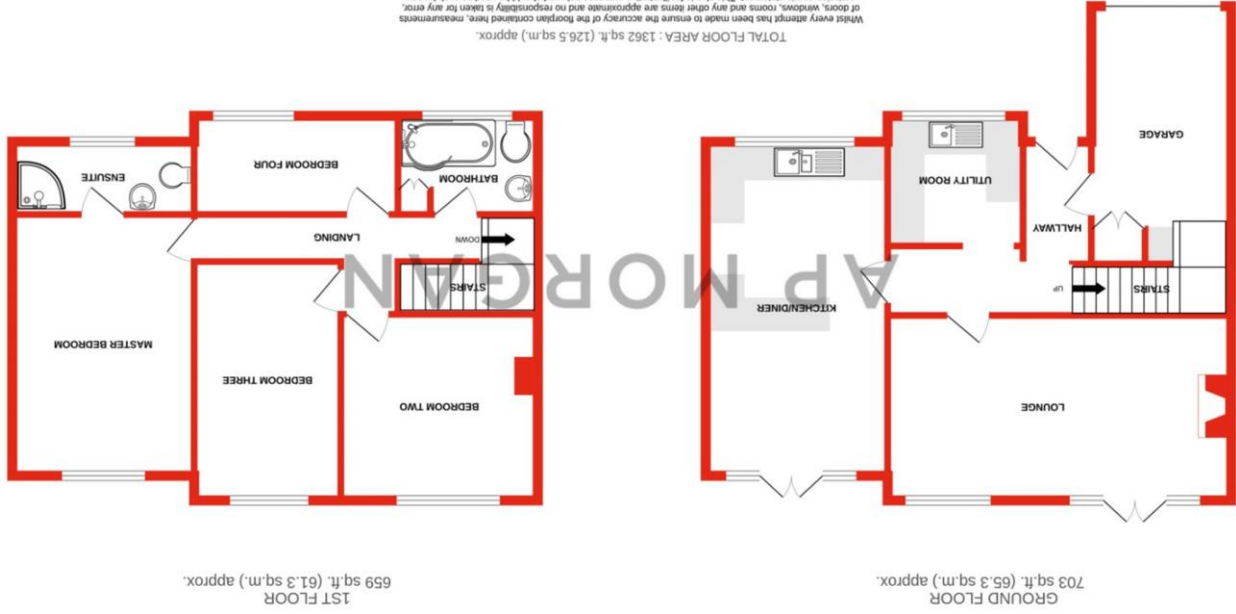 GROUND FLOOR
703 sq.ft. (65.3 sq.m.) approx.
1ST FLOOR
659 sq.ft. (61.3 sq.m.) approx.
LOUNGE
KITCHEN/DINER
STAIRS
UP
HALLWAY
UTILITY ROOM
GARAGE
BEDROOM TWO
BEDROOM THREE
MASTER BEDROOM
STAIRS
DOWN
LANDING
BATHROOM
BEDROOM FOUR
ENSUITE
AP MORGAN
TOTAL FLOOR AREA : 1362 sq.ft. (126.5 sq.m.) approx.
Whilst every attempt has been made to ensure the accuracy of the floorplan contained here, measurements
of doors, windows, rooms and any other items are approximate and no responsibility is taken for any error,